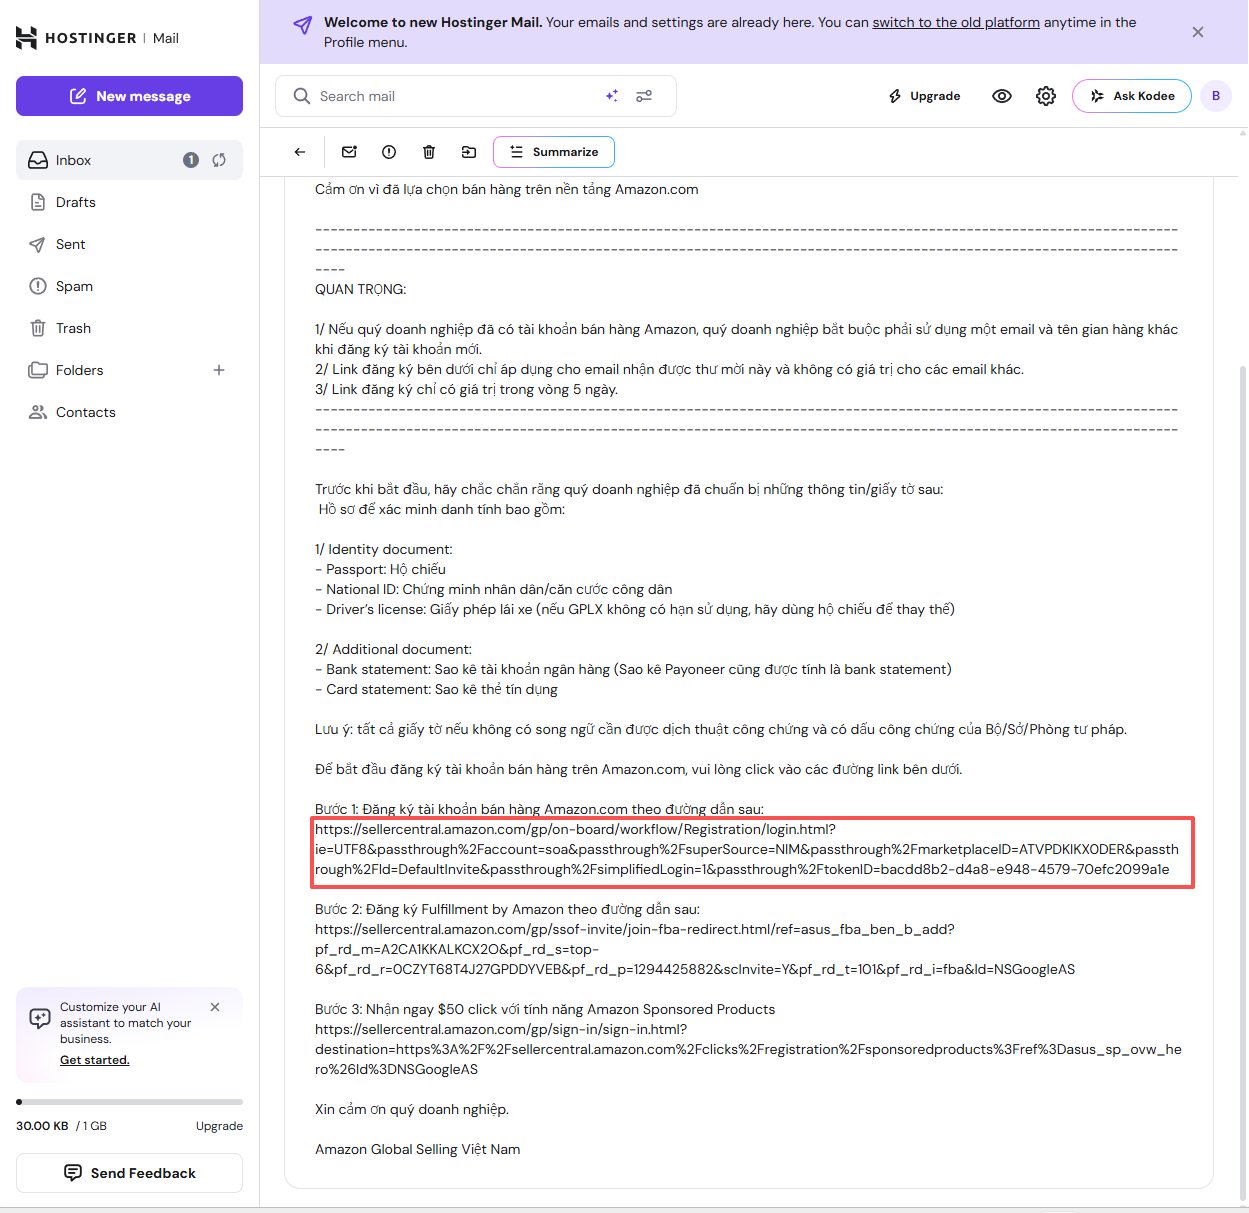 HOSTINGER | Mail
Welcome to new Hostinger Mail. Your emails and settings are already here. You can switch to the old platform anytime in the
Profile menu.
New message
Search mail
Upgrade
Ask Kodee
B
Inbox
1
Drafts
Sent
Spam
Trash
Folders
Contacts
Summarize
Cảm ơn vì đã lựa chọn bán hàng trên nền tảng Amazon.com
-------------------------------------------------------------------------------------------------------------------
-------------------------------------------------------------------------------------------------------------------
----
QUAN TRỌNG:
1/ Nếu quý doanh nghiệp đã có tài khoản bán hàng Amazon, quý doanh nghiệp bắt buộc phải sử dụng một email và tên gian hàng khác
khi đăng ký tài khoản mới.
2/ Link đăng ký bên dưới chỉ áp dụng cho email nhận được thư mời này và không có giá trị cho các email khác.
3/ Link đăng ký chỉ có giá trị trong vòng 5 ngày.
-------------------------------------------------------------------------------------------------------------------
-------------------------------------------------------------------------------------------------------------------
----
Trước khi bắt đầu, hãy chắc chắn rằng quý doanh nghiệp đã chuẩn bị những thông tin/giấy tờ sau:
Hồ sơ để xác minh danh tính bao gồm:
1/ Identity document:
- Passport: Hộ chiếu
- National ID: Chứng minh nhân dân/căn cước công dân
- Driver's license: Giấy phép lái xe (nếu GPLX không có hạn sử dụng, hãy dùng hộ chiếu để thay thế)
2/ Additional document:
- Bank statement: Sao kê tài khoản ngân hàng (Sao kê Payoneer cũng được tính là bank statement)
- Card statement: Sao kê thẻ tín dụng
Lưu ý: tất cả giấy tờ nếu không có song ngữ cần được dịch thuật công chứng và có dấu công chứng của Bộ/Sở/Phòng tư pháp.
Để bắt đầu đăng ký tài khoản bán hàng trên Amazon.com, vui lòng click vào các đường link bên dưới.
Bước 1: Đăng ký tài khoản bán hàng Amazon.com theo đường dẫn sau:
https://sellercentral.amazon.com/gp/on-board/workflow/Registration/login.html?
ie=UTF8&passthrough%2Faccount=soa&passthrough%2FsuperSource=NIM&passthrough%2FmarketplaceID=ATVPDKIKX0DER&passth
rough%2Fld=DefaultInvite&passthrough%2FsimplifiedLogin=1&passthrough%2FtokenID=bacdd8b2-d4a8-e948-4579-70efc2099a1e
Bước 2: Đăng ký Fulfillment by Amazon theo đường dẫn sau:
https://sellercentral.amazon.com/gp/ssof-invite/join-fba-redirect.html/ref=asus_fba_ben_b_add?
pf_rd_m=A2CA1KKALKCX2O&pf_rd_s=top-
6&pf_rd_r=0CZYT68T4J27GPDDYVEB&pf_rd_p=1294425882&scInvite=Y&pf_rd_t=101&pf_rd_i=fba&ld=NSGoogleAS
Bước 3: Nhận ngay $50 click với tính năng Amazon Sponsored Products
https://sellercentral.amazon.com/gp/sign-in/sign-in.html?
destination=https%3A%2F%2Fsellercentral.amazon.com%2Fclicks%2Fregistration%2Fsponsoredproducts%3Fref%3Dasus_sp_ovw_he
ro%26ld%3DNSGoogleAS
Xin cảm ơn quý doanh nghiệp.
Amazon Global Selling Việt Nam
Customize your AI
assistant to match your
business.
Get started.
30.00 KB / 1 GB
Upgrade
Send Feedback